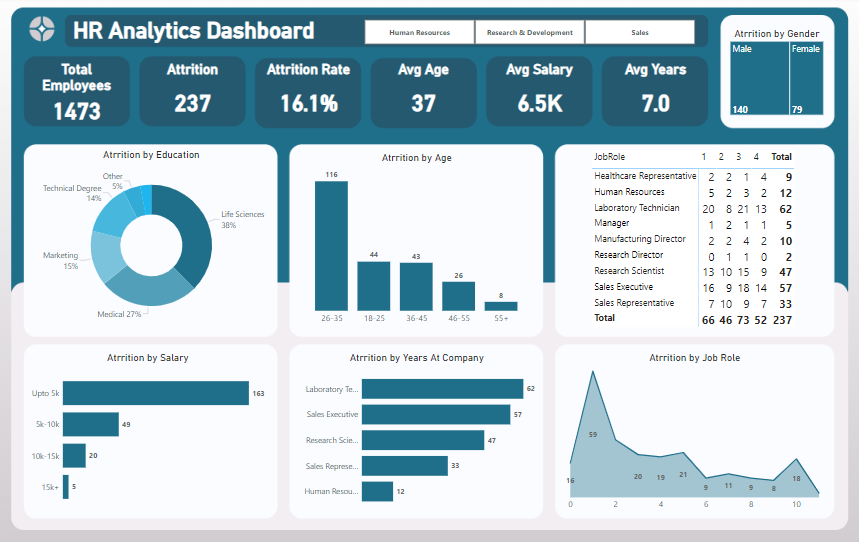 HR Analytics Dashboard
Human Resources
Research & Development
Sales
Atrrition by Gender
Male
Female
140
79
Total
Employees
1473
Attrition
237
Attrition Rate
16.1%
Avg Age
37
Avg Salary
6.5K
Avg Years
7.0
Atrrition by Education
Other
5%
Technical Degree
14%
Life Sciences
38%
Marketing
15%
Medical 27%
Atrrition by Age
116
44
43
26
8
26-35 18-25 36-45 46-55 55+
JobRole 1 2 3 4 Total
Healthcare Representative 2 2 1 4 9
Human Resources 5 2 3 2 12
Laboratory Technician 20 8 21 13 62
Manager 1 2 1 1 5
Manufacturing Director 2 2 4 2 10
Research Director 0 1 1 0 2
Research Scientist 13 10 15 9 47
Sales Executive 16 9 18 14 57
Sales Representative 7 10 9 7 33
Total 66 46 73 52 237
Atrrition by Salary
Upto 5k 163
5k-10k 49
10k-15k 20
15k+ 5
Atrrition by Years At Company
Laboratory Te... 62
Sales Executive 57
Research Scie... 47
Sales Represe... 33
Human Resou... 12
Atrrition by Job Role
16
59
20
19
21
9
11
9
8
18
0 2 4 6 8 10